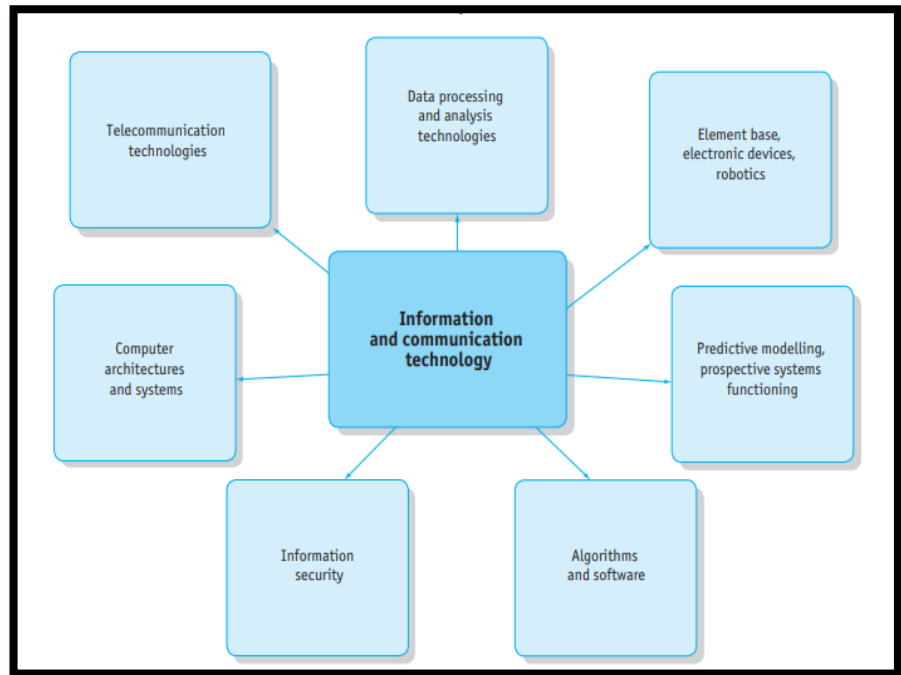 Telecommunication
technologies
Data processing
and analysis
technologies
Element base,
electronic devices,
robotics
Information
and communication
technology
Computer
architectures
and systems
Predictive modelling,
prospective systems
functioning
Information
security
Algorithms
and software